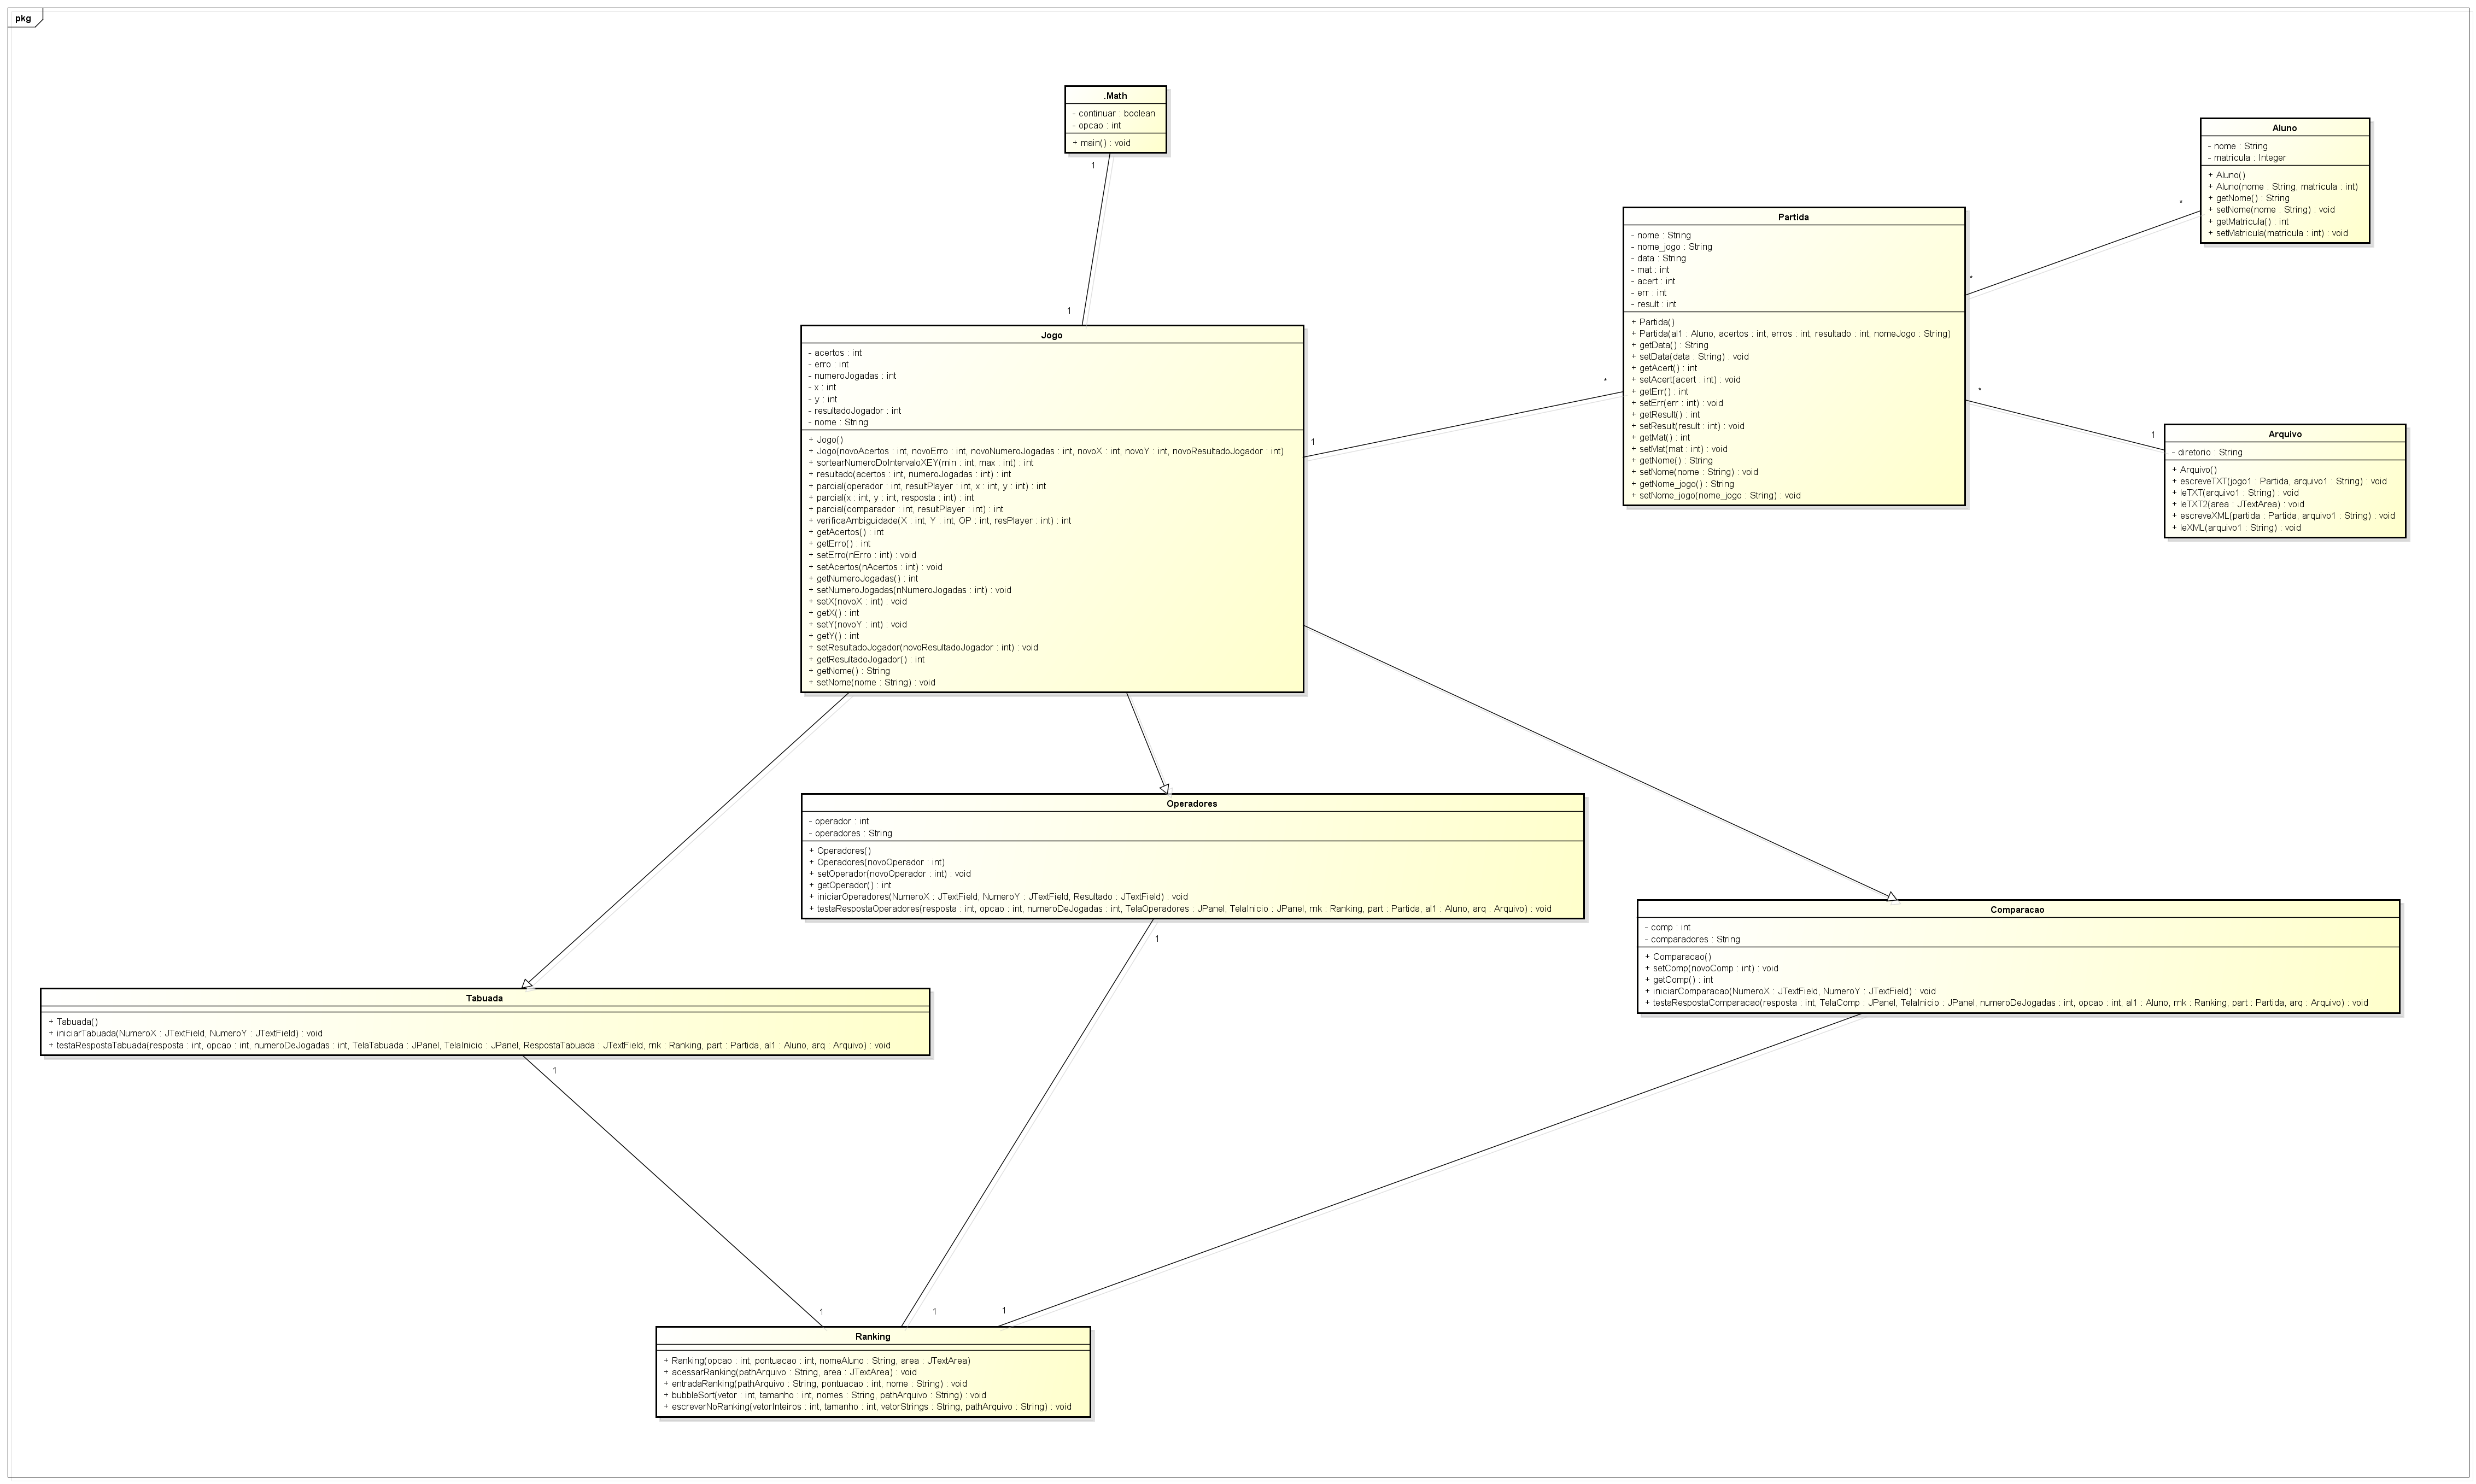 pkg
.Math
- continuar : boolean
- opcao : int
+ main() : void
1
1
Aluno
- nome : String
- matricula : Integer
+ Aluno()
+ Aluno(nome : String, matricula : int)
+ getNome() : String
+ setNome(nome : String) : void
+ getMatricula() : int
+ setMatricula(matricula : int) : void
*
*
Partida
- nome : String
- nome_jogo : String
- data : String
- mat : int
- acert : int
- err : int
- result : int
+ Partida()
+ Partida(al1 : Aluno, acertos : int, erros : int, resultado : int, nomeJogo : String)
+ getData() : String
+ setData(data : String) : void
+ getAcert() : int
+ setAcert(acert : int) : void
+ getErr() : int
+ setErr(err : int) : void
+ getResult() : int
+ setResult(result : int) : void
+ getMat() : int
+ setMat(mat : int) : void
+ getNome() : String
+ setNome(nome : String) : void
+ getNome_jogo() : String
+ setNome_jogo(nome_jogo : String) : void
*
1
*
1
Arquivo
- diretorio : String
+ Arquivo()
+ escreveTXT(jogo1 : Partida, arquivo1 : String) : void
+ leTXT(arquivo1 : String) : void
+ leTXT2(area : JTextArea) : void
+ escreveXML(partida : Partida, arquivo1 : String) : void
+ leXML(arquivo1 : String) : void
Jogo
- acertos : int
- erro : int
- numeroJogadas : int
- x : int
- y : int
- resultadoJogador : int
- nome : String
+ Jogo()
+ Jogo(novoAcertos : int, novoErro : int, novoNumeroJogadas : int, novoX : int, novoY : int, novoResultadoJogador : int)
+ sortearNumeroDoIntervaloXEY(min : int, max : int) : int
+ resultado(acertos : int, numeroJogadas : int) : int
+ parcial(operador : int, resultPlayer : int, x : int, y : int) : int
+ parcial(x : int, y : int, resposta : int) : int
+ parcial(comparador : int, resultPlayer : int) : int
+ verificaAmbiguidade(X : int, Y : int, OP : int, resPlayer : int) : int
+ getAcertos() : int
+ getErro() : int
+ setErro(nErro : int) : void
+ setAcertos(nAcertos : int) : void
+ getNumeroJogadas() : int
+ setNumeroJogadas(nNumeroJogadas : int) : void
+ setX(novoX : int) : void
+ getX() : int
+ setY(novoY : int) : void
+ getY() : int
+ setResultadoJogador(novoResultadoJogador : int) : void
+ getResultadoJogador() : int
+ getNome() : String
+ setNome(nome : String) : void
Operadores
- operador : int
- operadores : String
+ Operadores()
+ Operadores(novoOperador : int)
+ setOperador(novoOperador : int) : void
+ getOperador() : int
+ iniciarOperadores(NumeroX : JTextField, NumeroY : JTextField, Resultado : JTextField) : void
+ testaRespostaOperadores(resposta : int, opcao : int, numeroDeJogadas : int, TelaOperadores : JPanel, TelaInicio : JPanel, rnk : Ranking, part : Partida, al1 : Aluno, arq : Arquivo) : void
1
Comparacao
- comp : int
- comparadores : String
+ Comparacao()
+ setComp(novoComp : int) : void
+ getComp() : int
+ iniciarComparacao(NumeroX : JTextField, NumeroY : JTextField) : void
+ testaRespostaComparacao(resposta : int, TelaComp : JPanel, TelaInicio : JPanel, numeroDeJogadas : int, opcao : int, al1 : Aluno, rnk : Ranking, part : Partida, arq : Arquivo) : void
Tabuada
+ Tabuada()
+ iniciarTabuada(NumeroX : JTextField, NumeroY : JTextField) : void
+ testaRespostaTabuada(resposta : int, opcao : int, numeroDeJogadas : int, TelaTabuada : JPanel, TelaInicio : JPanel, RespostaTabuada : JTextField, rnk : Ranking, part : Partida, al1 : Aluno, arq : Arquivo) : void
1
1
1
1
Ranking
+ Ranking(opcao : int, pontuacao : int, nomeAluno : String, area : JTextArea)
+ acessarRanking(pathArquivo : String, area : JTextArea) : void
+ entradaRanking(pathArquivo : String, pontuacao : int, nome : String) : void
+ bubbleSort(vetor : int, tamanho : int, nomes : String, pathArquivo : String) : void
+ escreverNoRanking(vetorInteiros : int, tamanho : int, vetorStrings : String, pathArquivo : String) : void